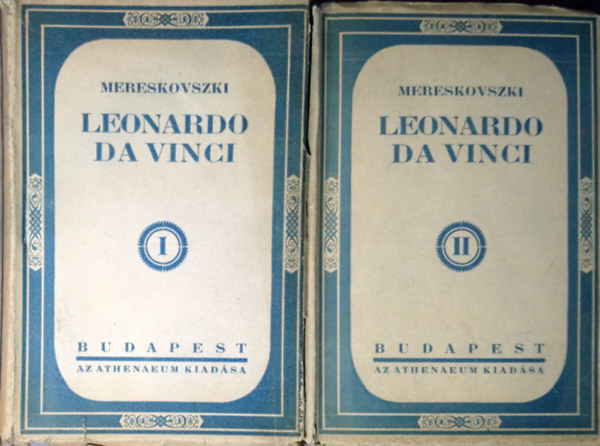 MERESKOVSZKI
LEONARDO
DA VINCI
I
BUDAPEST
AZ ATHENAEUM KIADÁSA
MERESKOVSZKI
LEONARDO
DA VINCI
II
BUDAPEST
AZ ATHENAEUM KIADÁSA